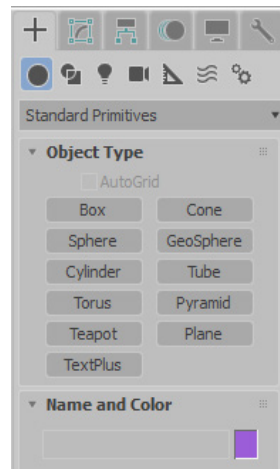 Standard Primitives
Object Type
AutoGrid
Box Cone
Sphere GeoSphere
Cylinder Tube
Torus Pyramid
Teapot Plane
TextPlus
Name and Color